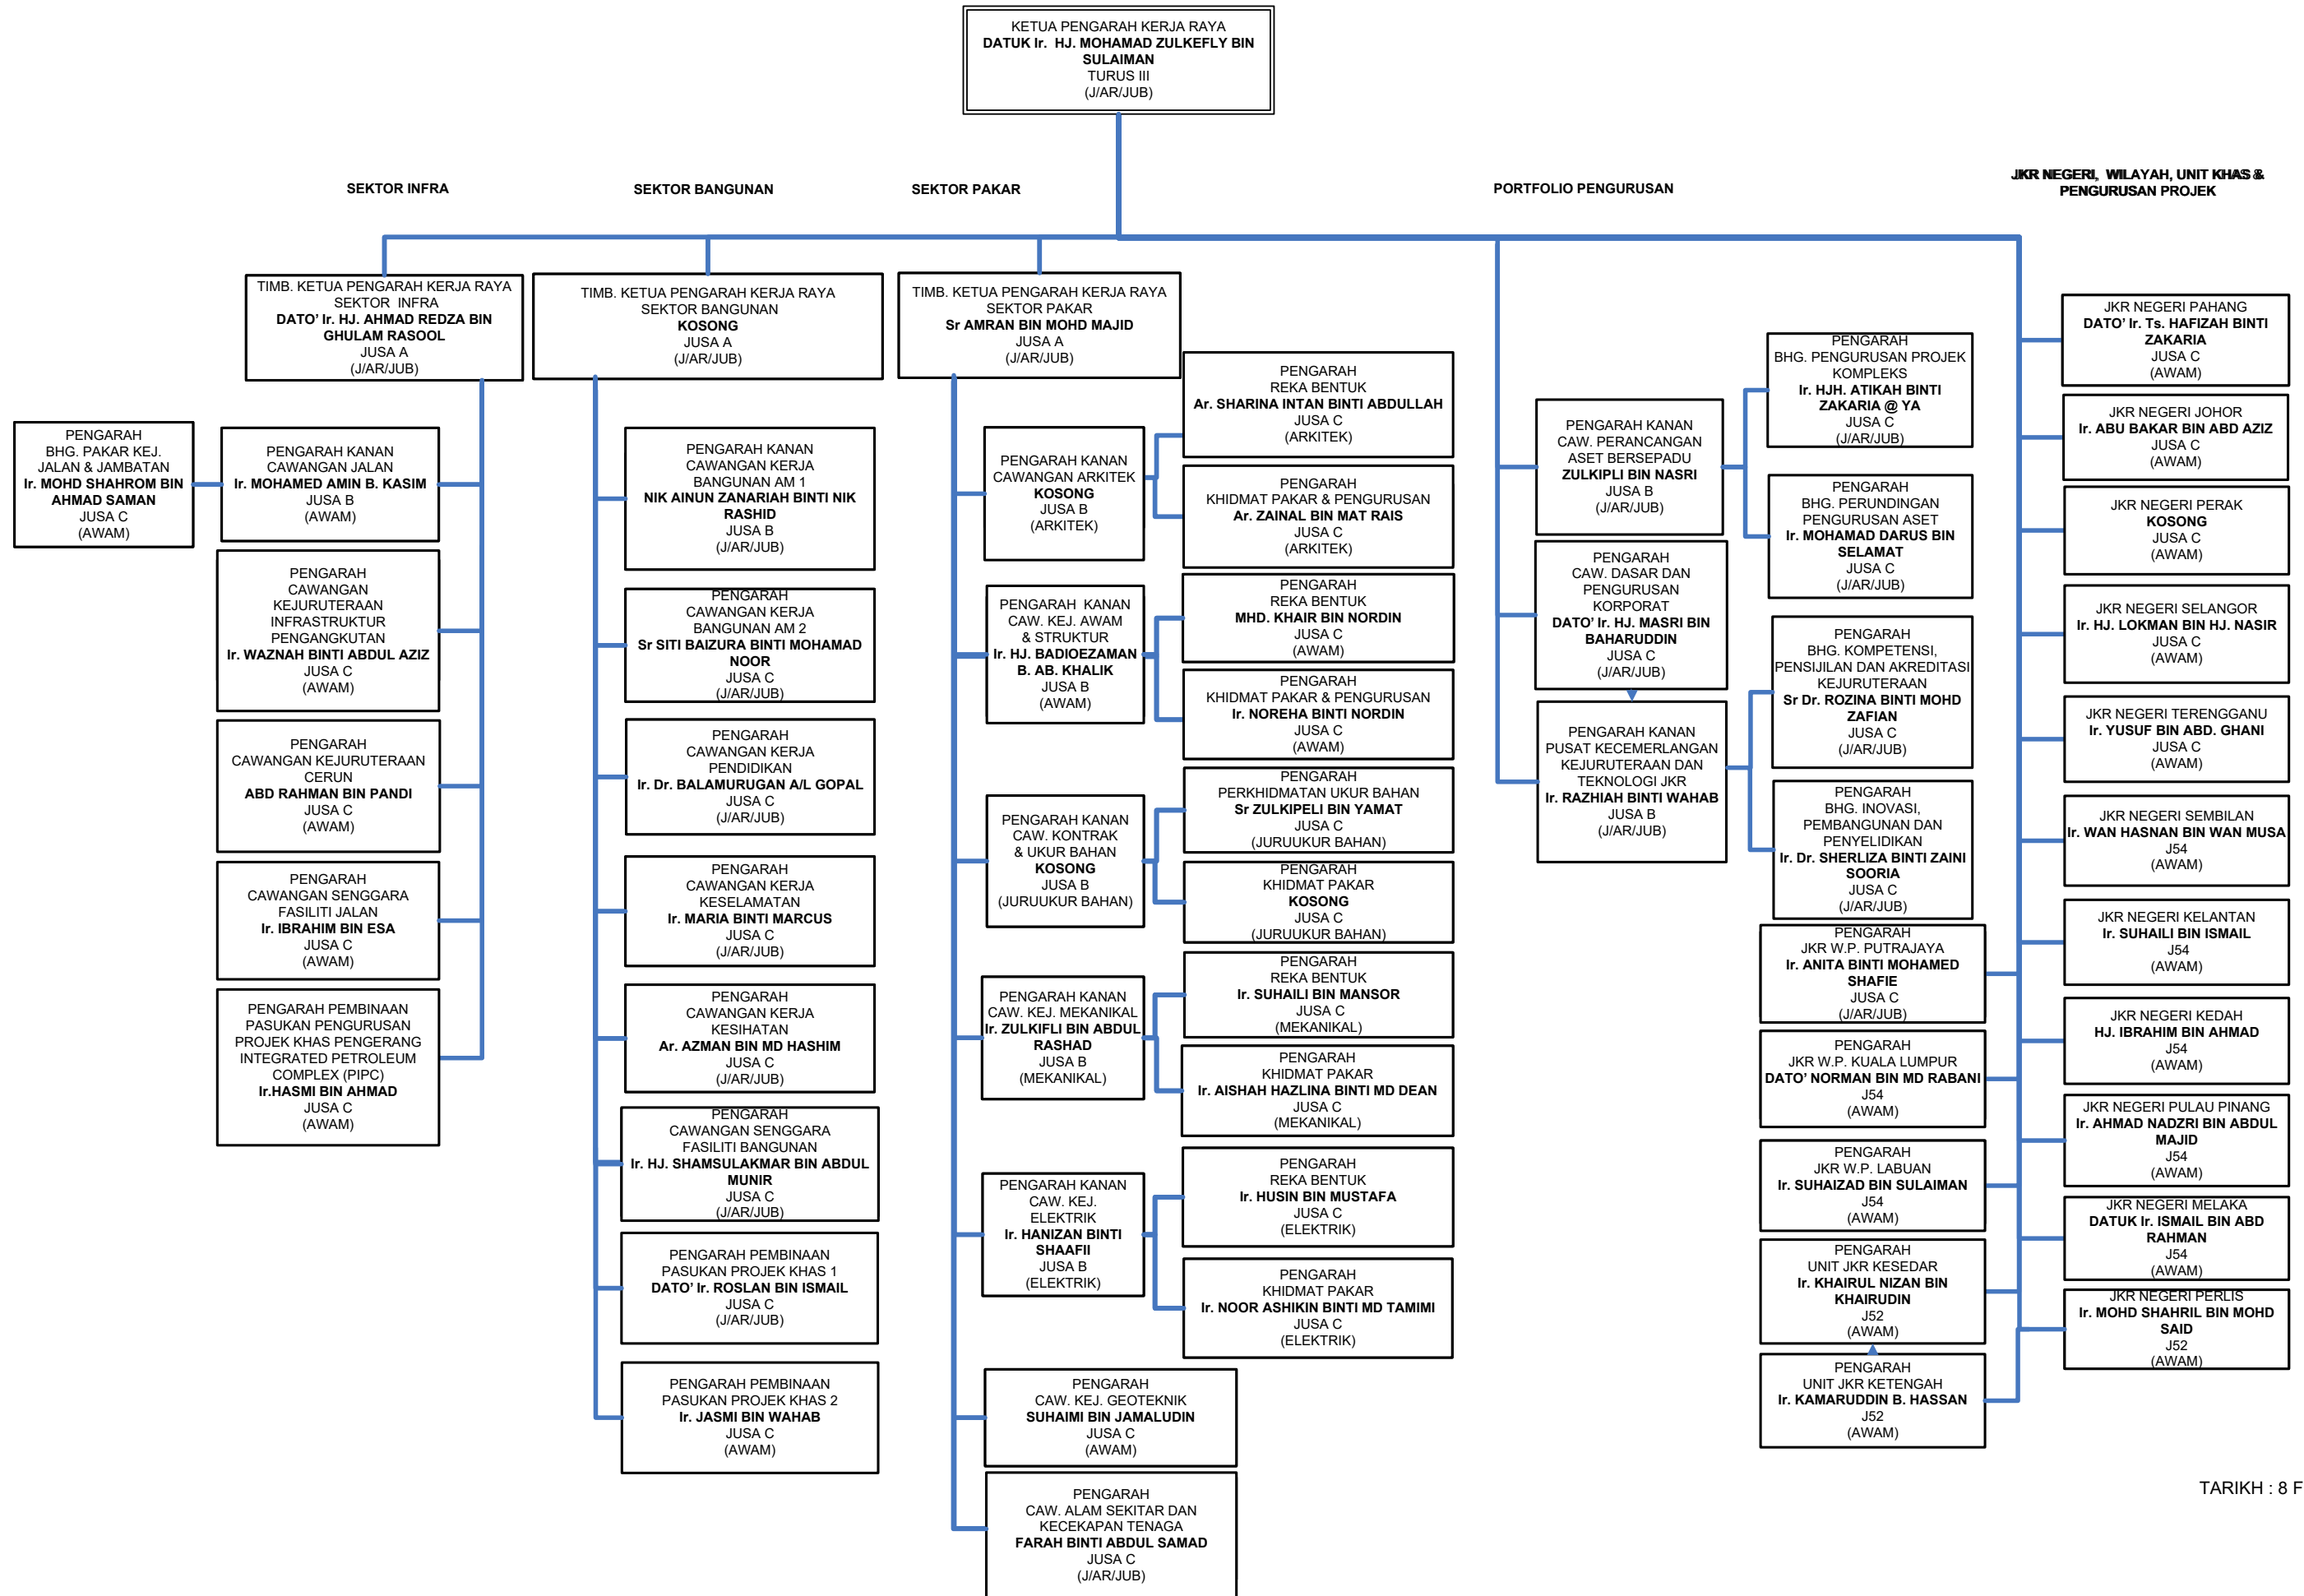 KETUA PENGARAH KERJA RAYA
DATUK Ir. HJ. MOHAMAD ZULKEFLY BIN
SULAIMAN
TURUS III
(J/AR/JUB)
SEKTOR INFRA
SEKTOR BANGUNAN
SEKTOR PAKAR
PORTFOLIO PENGURUSAN
JKR NEGERI, WILAYAH, UNIT KHAS &
PENGURUSAN PROJEK
TIMB. KETUA PENGARAH KERJA RAYA
SEKTOR INFRA
DATO' Ir. HJ. AHMAD REDZA BIN
GHULAM RASOOL
JUSA A
(J/AR/JUB)
PENGARAH
BHG. PAKAR KEJ.
JALAN & JAMBATAN
Ir. MOHD SHAHROM BIN
AHMAD SAMAN
JUSA C
(AWAM)
PENGARAH KANAN
CAWANGAN JALAN
Ir. MOHAMED AMIN B. KASIM
JUSA B
(AWAM)
PENGARAH
CAWANGAN
KEJURUTERAAN
INFRASTRUKTUR
PENGANGKUTAN
Ir. WAZNAH BINTI ABDUL AZIZ
JUSA C
(AWAM)
PENGARAH
CAWANGAN KEJURUTERAAN
CERUN
ABD RAHMAN BIN PANDI
JUSA C
(AWAM)
PENGARAH
CAWANGAN SENGGARA
FASILITI JALAN
Ir. IBRAHIM BIN ESA
JUSA C
(AWAM)
PENGARAH PEMBINAAN
PASUKAN PENGURUSAN
PROJEK KHAS PENGERANG
INTEGRATED PETROLEUM
COMPLEX (PIPC)
Ir.HASMI BIN AHMAD
JUSA C
(AWAM)
TIMB. KETUA PENGARAH KERJA RAYA
SEKTOR BANGUNAN
KOSONG
JUSA A
(J/AR/JUB)
PENGARAH KANAN
CAWANGAN KERJA
BANGUNAN AM 1
NIK AINUN ZANARIAH BINTI NIK
RASHID
JUSA B
(J/AR/JUB)
PENGARAH
CAWANGAN KERJA
BANGUNAN AM 2
Sr SITI BAIZURA BINTI MOHAMAD
NOOR
JUSA C
(J/AR/JUB)
PENGARAH
CAWANGAN KERJA
PENDIDIKAN
Ir. Dr. BALAMURUGAN A/L GOPAL
JUSA C
(J/AR/JUB)
PENGARAH
CAWANGAN KERJA
KESELAMATAN
Ir. MARIA BINTI MARCUS
JUSA C
(J/AR/JUB)
PENGARAH
CAWANGAN KERJA
KESIHATAN
Ar. AZMAN BIN MD HASHIM
JUSA C
(J/AR/JUB)
PENGARAH
CAWANGAN SENGGARA
FASILITI BANGUNAN
Ir. HJ. SHAMSULAKMAR BIN ABDUL
MUNIR
JUSA C
(J/AR/JUB)
PENGARAH PEMBINAAN
PASUKAN PROJEK KHAS 1
DATO' Ir. ROSLAN BIN ISMAIL
JUSA C
(J/AR/JUB)
PENGARAH PEMBINAAN
PASUKAN PROJEK KHAS 2
Ir. JASMI BIN WAHAB
JUSA C
(AWAM)
TIMB. KETUA PENGARAH KERJA RAYA
SEKTOR PAKAR
Sr AMRAN BIN MOHD MAJID
JUSA A
(J/AR/JUB)
PENGARAH KANAN
CAWANGAN ARKITEK
KOSONG
JUSA B
(ARKITEK)
PENGARAH
REKA BENTUK
Ar. SHARINA INTAN BINTI ABDULLAH
JUSA C
(ARKITEK)
PENGARAH
KHIDMAT PAKAR & PENGURUSAN
Ar. ZAINAL BIN MAT RAIS
JUSA C
(ARKITEK)
PENGARAH KANAN
CAW. KEJ. AWAM
& STRUKTUR
Ir. HJ. BADIOEZAMAN
B. AB. KHALIK
JUSA B
(AWAM)
PENGARAH
REKA BENTUK
MHD. KHAIR BIN NORDIN
JUSA C
(AWAM)
PENGARAH
KHIDMAT PAKAR & PENGURUSAN
Ir. NOREHA BINTI NORDIN
JUSA C
(AWAM)
PENGARAH KANAN
CAW. KONTRAK
& UKUR BAHAN
KOSONG
JUSA B
(JURUUKUR BAHAN)
PENGARAH
PERKHIDMATAN UKUR BAHAN
Sr ZULKIPELI BIN YAMAT
JUSA C
(JURUUKUR BAHAN)
PENGARAH
KHIDMAT PAKAR
KOSONG
JUSA C
(JURUUKUR BAHAN)
PENGARAH KANAN
CAW. KEJ. MEKANIKAL
Ir. ZULKIFLI BIN ABDUL
RASHAD
JUSA B
(MEKANIKAL)
PENGARAH
REKA BENTUK
Ir. SUHAILI BIN MANSOR
JUSA C
(MEKANIKAL)
PENGARAH
KHIDMAT PAKAR
Ir. AISHAH HAZLINA BINTI MD DEAN
JUSA C
(MEKANIKAL)
PENGARAH KANAN
CAW. KEJ.
ELEKTRIK
Ir. HANIZAN BINTI
SHAAFII
JUSA B
(ELEKTRIK)
PENGARAH
REKA BENTUK
Ir. HUSIN BIN MUSTAFA
JUSA C
(ELEKTRIK)
PENGARAH
KHIDMAT PAKAR
Ir. NOOR ASHIKIN BINTI MD TAMIMI
JUSA C
(ELEKTRIK)
PENGARAH
CAW. KEJ. GEOTEKNIK
SUHAIMI BIN JAMALUDIN
JUSA C
(AWAM)
PENGARAH
CAW. ALAM SEKITAR DAN
KECEKAPAN TENAGA
FARAH BINTI ABDUL SAMAD
JUSA C
(J/AR/JUB)
PENGARAH KANAN
CAW. PERANCANGAN
ASET BERSEPADU
ZULKIPLI BIN NASRI
JUSA B
(J/AR/JUB)
PENGARAH
BHG. PENGURUSAN PROJEK
KOMPLEKS
Ir. HJH. ATIKAH BINTI
ZAKARIA @ YA
JUSA C
(J/AR/JUB)
PENGARAH
BHG. PERUNDINGAN
PENGURUSAN ASET
Ir. MOHAMAD DARUS BIN
SELAMAT
JUSA C
(J/AR/JUB)
PENGARAH
CAW. DASAR DAN
PENGURUSAN
KORPORAT
DATO' Ir. HJ. MASRI BIN
BAHARUDDIN
JUSA C
(J/AR/JUB)
PENGARAH KANAN
PUSAT KECEMERLANGAN
KEJURUTERAAN DAN
TEKNOLOGI JKR
Ir. RAZHIAH BINTI WAHAB
JUSA B
(J/AR/JUB)
PENGARAH
BHG. KOMPETENSI,
PENSIJILAN DAN AKREDITASI
KEJURUTERAAN
Sr Dr. ROZINA BINTI MOHD
ZAFIAN
JUSA C
(J/AR/JUB)
PENGARAH
BHG. INOVASI,
PEMBANGUNAN DAN
PENYELIDIKAN
Ir. Dr. SHERLIZA BINTI ZAINI
SOORIA
JUSA C
(J/AR/JUB)
PENGARAH
JKR W.P. PUTRAJAYA
Ir. ANITA BINTI MOHAMED
SHAFIE
JUSA C
(J/AR/JUB)
PENGARAH
JKR W.P. KUALA LUMPUR
DATO' NORMAN BIN MD RABANI
J54
(AWAM)
PENGARAH
JKR W.P. LABUAN
Ir. SUHAIZAD BIN SULAIMAN
J54
(AWAM)
PENGARAH
UNIT JKR KESEDAR
Ir. KHAIRUL NIZAN BIN
KHAIRUDIN
J52
(AWAM)
PENGARAH
UNIT JKR KETENGAH
Ir. KAMARUDDIN B. HASSAN
J52
(AWAM)
JKR NEGERI PAHANG
DATO' Ir. Ts. HAFIZAH BINTI
ZAKARIA
JUSA C
(AWAM)
JKR NEGERI JOHOR
Ir. ABU BAKAR BIN ABD AZIZ
JUSA C
(AWAM)
JKR NEGERI PERAK
KOSONG
JUSA C
(AWAM)
JKR NEGERI SELANGOR
Ir. HJ. LOKMAN BIN HJ. NASIR
JUSA C
(AWAM)
JKR NEGERI TERENGGANU
Ir. YUSUF BIN ABD. GHANI
JUSA C
(AWAM)
JKR NEGERI SEMBILAN
Ir. WAN HASNAN BIN WAN MUSA
J54
(AWAM)
JKR NEGERI KELANTAN
Ir. SUHAILI BIN ISMAIL
J54
(AWAM)
JKR NEGERI KEDAH
HJ. IBRAHIM BIN AHMAD
J54
(AWAM)
JKR NEGERI PULAU PINANG
Ir. AHMAD NADZRI BIN ABDUL
MAJID
J54
(AWAM)
JKR NEGERI MELAKA
DATUK Ir. ISMAIL BIN ABD
RAHMAN
J54
(AWAM)
JKR NEGERI PERLIS
Ir. MOHD SHAHRIL BIN MOHD
SAID
J52
(AWAM)
TARIKH : 8 F